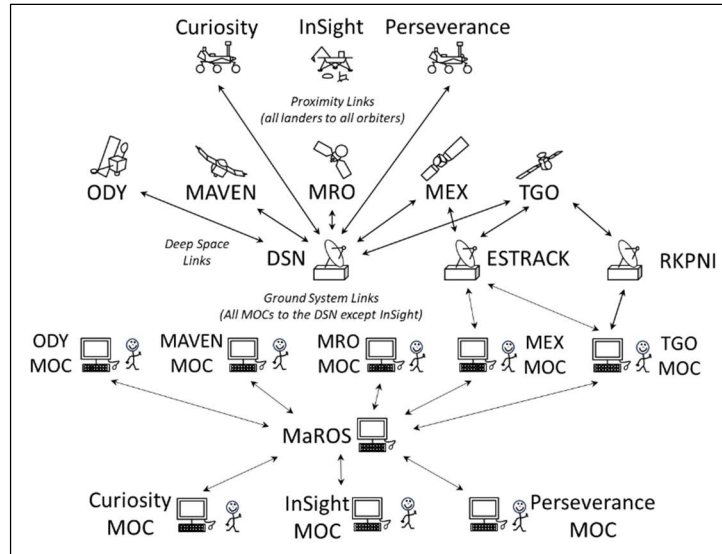 Curiosity InSight Perseverance
Proximity Links
(all landers to all orbiters)
ODY MAVEN MRO MEX TGO
Deep Space
Links
DSN ESTRACK RKPNI
Ground System Links
(All MOCs to the DSN except InSight)
ODY
MOC
MAVEN
MOC
MRO
MOC
MEX
MOC
TGO
MOC
MaROS
Curiosity
MOC
InSight
MOC
Perseverance
MOC